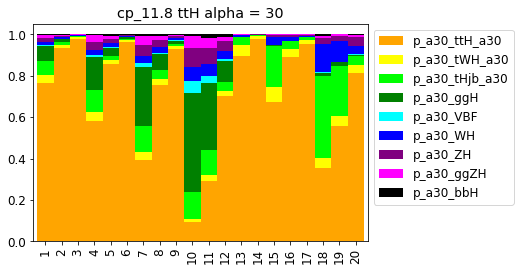 cp_11.8 ttH alpha = 30
1.0
0.8
0.6
0.4
0.2
0.0
1 2 3 4 5 6 7 8 9 10 11 12 13 14 15 16 17 18 19 20
p_a30_ttH_a30
p_a30_tWH_a30
p_a30_tHjb_a30
p_a30_ggH
p_a30_VBF
p_a30_WH
p_a30_ZH
p_a30_ggZH
p_a30_bbH